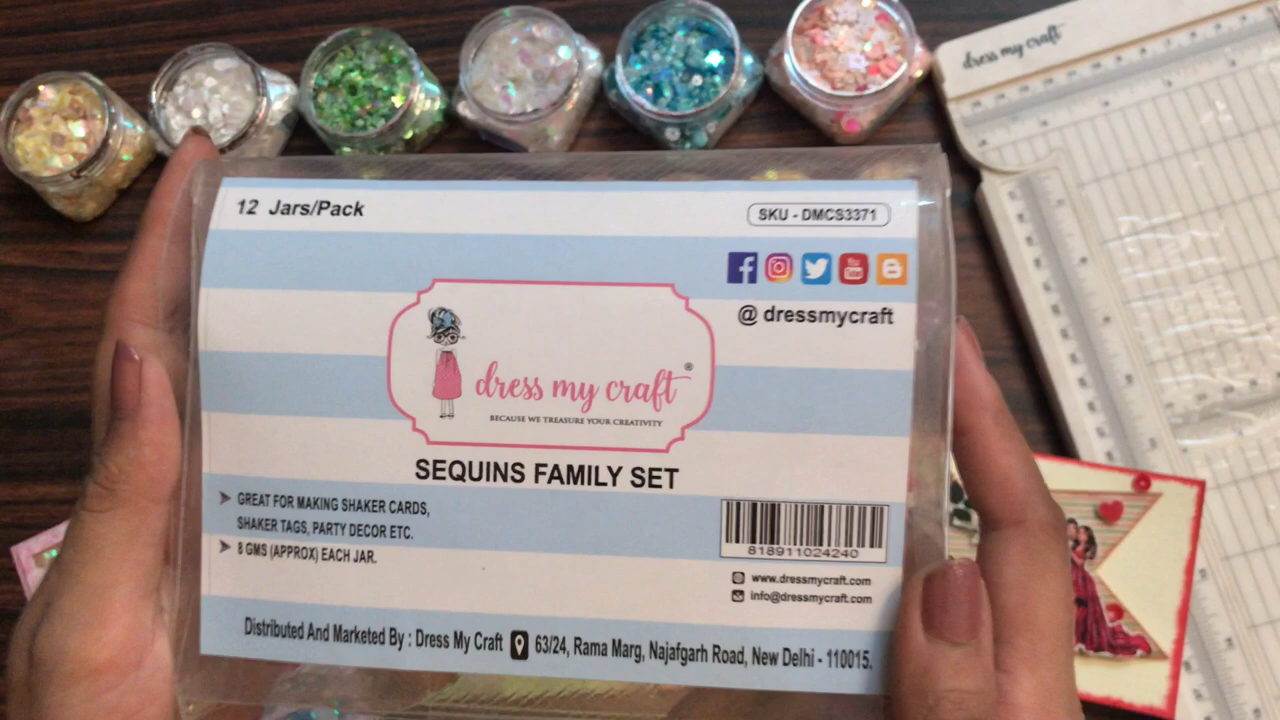 dress my craft
12 Jars/Pack
SKU - DMCS3371
You
Tube
@ dressmycraft
dress my craft®
BECAUSE WE TREASURE YOUR CREATIVITY
SEQUINS FAMILY SET
GREAT FOR MAKING SHAKER CARDS,
SHAKER TAGS, PARTY DECOR ETC.
8 GMS (APPROX) EACH JAR.
818911024240
www.dressmycraft.com
info@dressmycraft.com
Distributed And Marketed By : Dress My Craft 63/24, Rama Marg, Najafgarh Road, New Delhi - 110015.